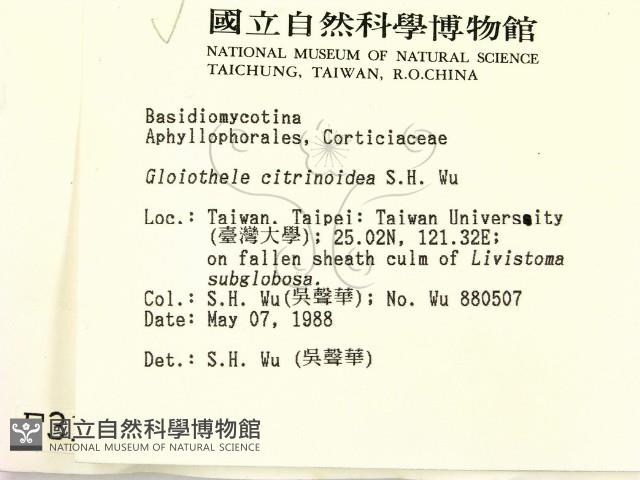 國立自然科學博物館
NATIONAL MUSEUM OF NATURAL SCIENCE
TAICHUNG, TAIWAN, R.O.CHINA
Basidiomycotina
Aphyllophorales, Corticiaceae
Gloiothele citrinoidea S.H. Wu
Loc.: Taiwan. Taipei: Taiwan University
(臺灣大學); 25.02N, 121.32E;
on fallen sheath culm of Livistoma
subglobosa.
Col.: S.H. Wu(吳聲華); No. Wu 880507
Date: May 07, 1988
Det.: S.H. Wu (吳聲華)
國立自然科學博物館
NATIONAL MUSEUM OF NATURAL SCIENCE